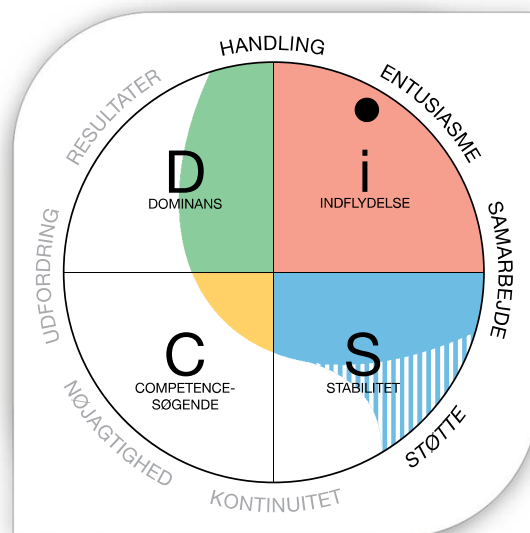 HANDLING
RESULTATER
ENTUSIASME
D
DOMINANS
i
INDFLYDELSE
UDFORDRING
SAMARBEJDE
C
COMPETENCE-
SØGENDE
S
STABILITET
NØJAGTIGHED
STØTTE
KONTINUITET